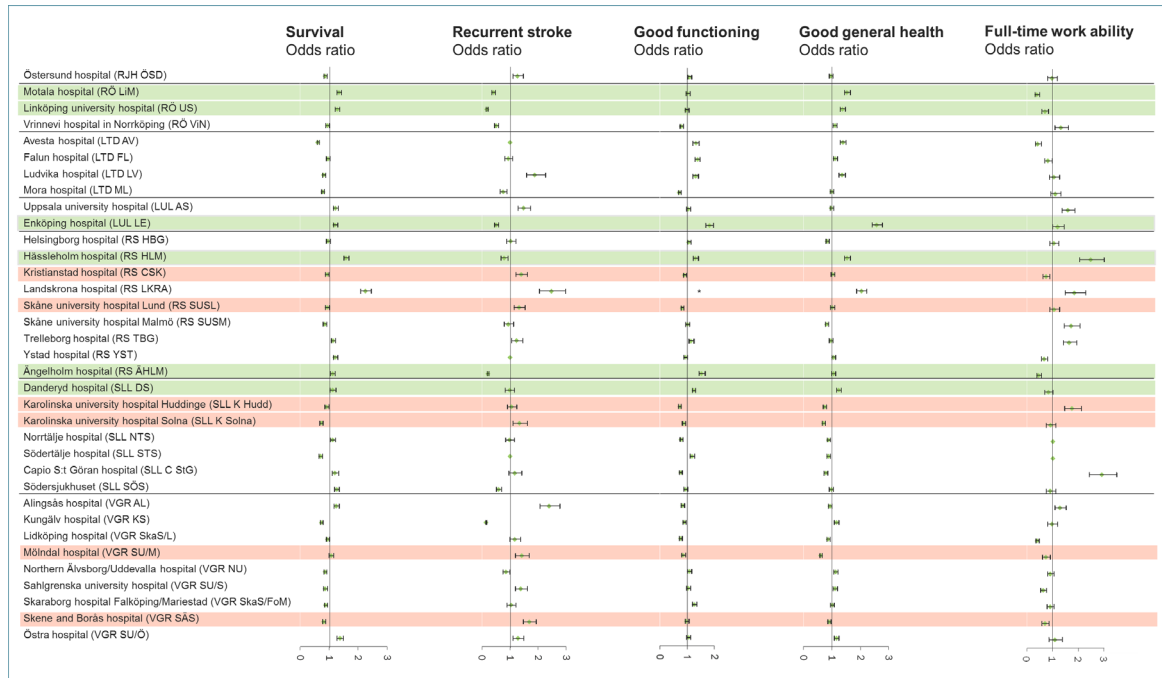 Survival Recurrent stroke Good functioning Good general health Full-time work ability
Odds ratio Odds ratio Odds ratio Odds ratio Odds ratio
Östersund hospital (RJH ÖSD)
Motala hospital (RÖ LiM)
Linköping university hospital (RÖ US)
Vrinnevi hospital in Norrköping (RÖ ViN)
Avesta hospital (LTD AV)
Falun hospital (LTD FL)
Ludvika hospital (LTD LV)
Mora hospital (LTD ML)
Uppsala university hospital (LUL AS)
Enköping hospital (LUL LE)
Helsingborg hospital (RS HBG)
Hässleholm hospital (RS HLM)
Kristianstad hospital (RS CSK)
Landskrona hospital (RS LKRA)
Skåne university hospital Lund (RS SUSL)
Skåne university hospital Malmö (RS SUSM)
Trelleborg hospital (RS TBG)
Ystad hospital (RS YST)
Ängelholm hospital (RS ÄHLM)
Danderyd hospital (SLL DS)
Karolinska university hospital Huddinge (SLL K Hudd)
Karolinska university hospital Solna (SLL K Solna)
Norrtälje hospital (SLL NTS)
Södertälje hospital (SLL STS)
Capio S:t Göran hospital (SLL C StG)
Södersjukhuset (SLL SÖS)
Alingsås hospital (VGR AL)
Kungälv hospital (VGR KS)
Lidköping hospital (VGR SkaS/L)
Mölndal hospital (VGR SU/M)
Northern Älvsborg/Uddevalla hospital (VGR NU)
Sahlgrenska university hospital (VGR SU/S)
Skaraborg hospital Falköping/Mariestad (VGR SkaS/FoM)
Skene and Borås hospital (VGR SÄS)
Östra hospital (VGR SU/Ö)
0 1 2 3 0 1 2 3 0 1 2 0 1 2 3 0 1 2 3